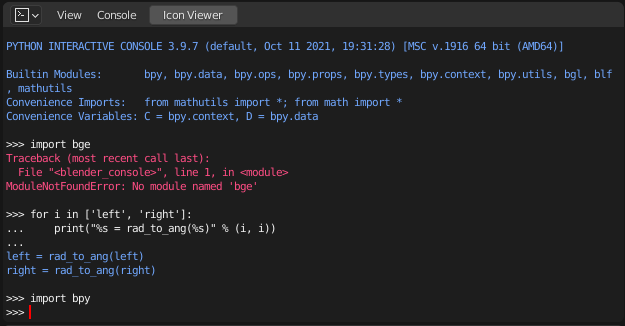 View Console Icon Viewer
PYTHON INTERACTIVE CONSOLE 3.9.7 (default, Oct 11 2021, 19:31:28) [MSC v.1916 64 bit (AMD64)]
Builtin Modules: bpy, bpy.data, bpy.ops, bpy.props, bpy.types, bpy.context, bpy.utils, bgl, blf
, mathutils
Convenience Imports: from mathutils import *; from math import *
Convenience Variables: C = bpy.context, D = bpy.data
>>> import bge
Traceback (most recent call last):
  File "<blender_console>", line 1, in <module>
ModuleNotFoundError: No module named 'bge'
>>> for i in ['left', 'right']:
...     print("%s = rad_to_ang(%s)" % (i, i))
...
left = rad_to_ang(left)
right = rad_to_ang(right)
>>> import bpy
>>>